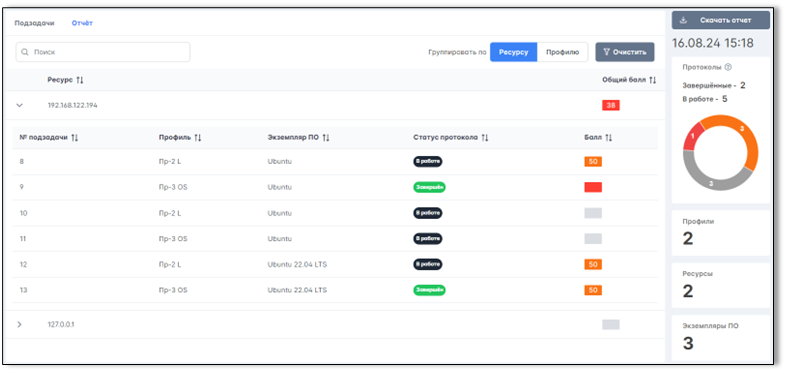 Подзадачи Отчёт
Скачать отчет
Поиск
Группировать по Ресурсу Профилю Очистить
16.08.24 15:18
Ресурс Общий балл
192.168.122.194 38
№ подзадачи Профиль Экземпляр ПО Статус протокола Балл
8 Пр-2 L Ubuntu В работе 50
9 Пр-3 OS Ubuntu Завершён
10 Пр-2 L Ubuntu В работе
11 Пр-3 OS Ubuntu В работе
12 Пр-2 L Ubuntu 22.04 LTS В работе 50
13 Пр-3 OS Ubuntu 22.04 LTS Завершён 50
127.0.0.1
Протоколы
Завершённые - 2
В работе - 5
3
1
3
Профили
2
Ресурсы
2
Экземпляры ПО
3